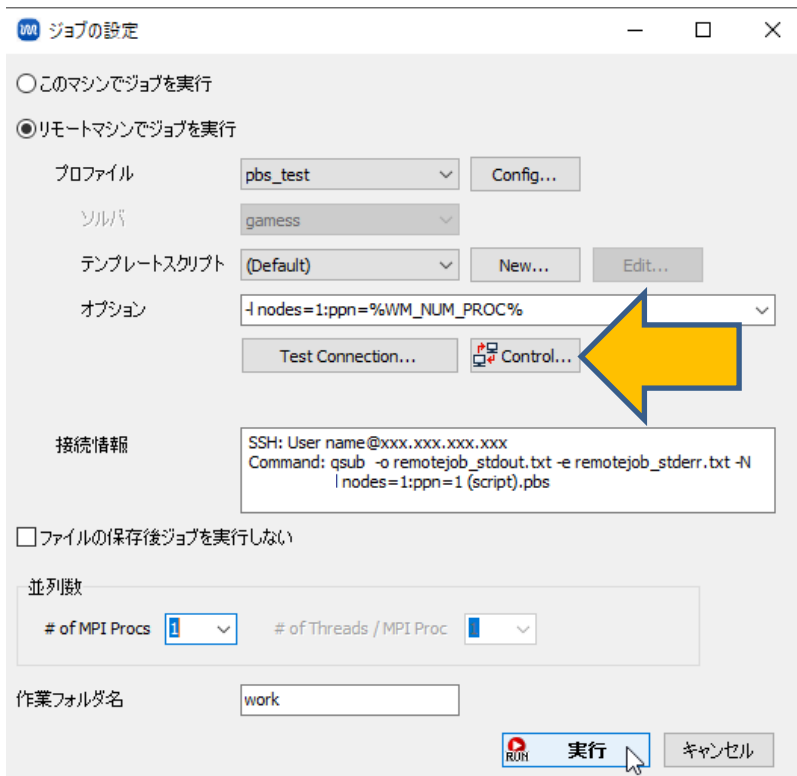 ジョブの設定
このマシンでジョブを実行
リモートマシンでジョブを実行
プロファイル pbs_test Config...
ソルバ gamess
テンプレートスクリプト (Default) New... Edit...
オプション -l nodes=1:ppn=%WM_NUM_PROC%
Test Connection... Control...
接続情報 SSH: User name@xxx.xxx.xxx.xxx
Command: qsub -o remotejob_stdout.txt -e remotejob_stderr.txt -N
l nodes=1:ppn=1 (script).pbs
ファイルの保存後ジョブを実行しない
並列数
# of MPI Procs 1 # of Threads / MPI Proc 1
作業フォルダ名 work
RUN 実行 キャンセル